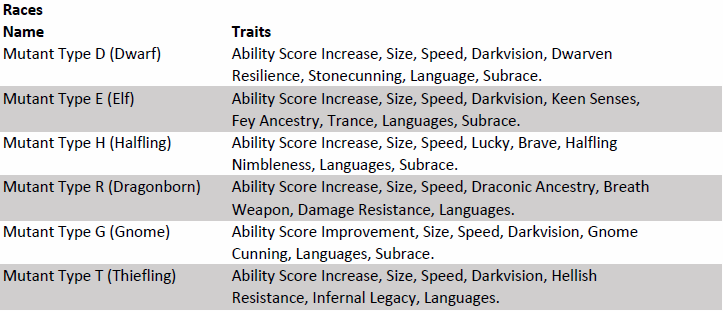 Races
Name Traits
Mutant Type D (Dwarf) Ability Score Increase, Size, Speed, Darkvision, Dwarven
Resilience, Stonecunning, Language, Subrace.
Mutant Type E (Elf) Ability Score Increase, Size, Speed, Darkvision, Keen Senses,
Fey Ancestry, Trance, Languages, Subrace.
Mutant Type H (Halfling) Ability Score Increase, Size, Speed, Lucky, Brave, Halfling
Nimbleness, Languages, Subrace.
Mutant Type R (Dragonborn) Ability Score Increase, Size, Speed, Draconic Ancestry, Breath
Weapon, Damage Resistance, Languages.
Mutant Type G (Gnome) Ability Score Improvement, Size, Speed, Darkvision, Gnome
Cunning, Languages, Subrace.
Mutant Type T (Thiefling) Ability Score Increase, Size, Speed, Darkvision, Hellish
Resistance, Infernal Legacy, Languages.